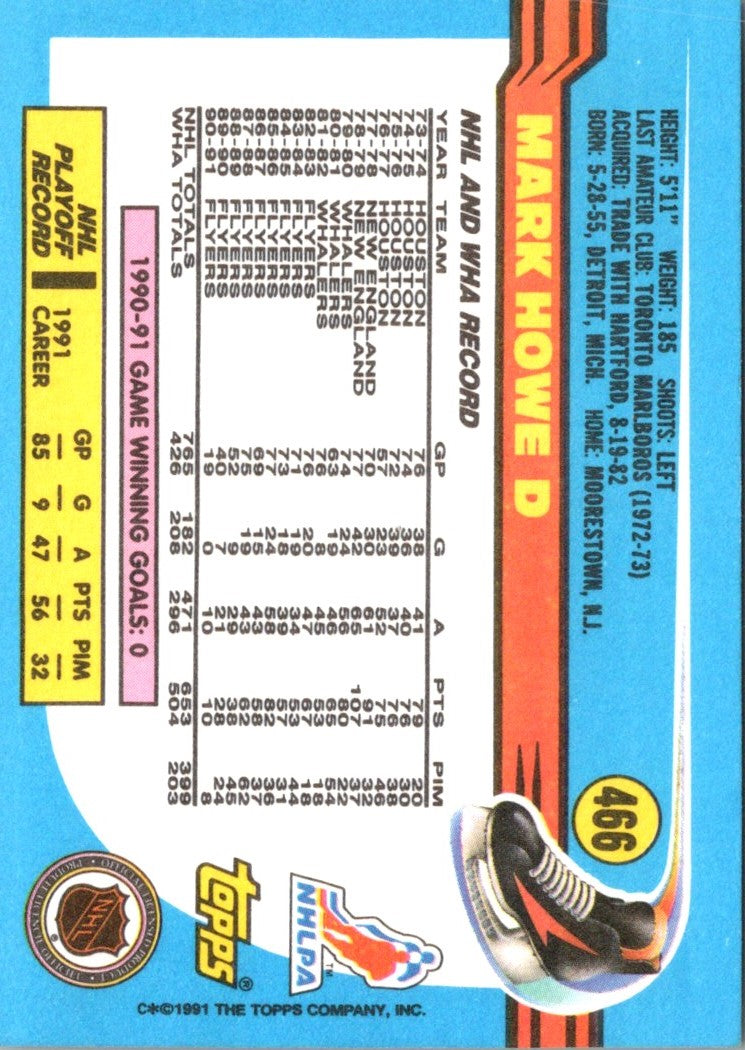 HEIGHT: 5'11" WEIGHT: 185 SHOOTS: LEFT
LAST AMATEUR CLUB: TORONTO MARLBOROS (1972-73)
ACQUIRED: TRADE WITH HARTFORD, 8-19-82
BORN: 5-28-55, DETROIT, MICH. HOME: MOORESTOWN, N.J.
466
MARK HOWE D
NHL AND WHA RECORD
YEAR TEAM GP G A PTS PIM
73-74 HOUSTON 76 38 41 79 20
74-75 HOUSTON 74 36 40 76 30
75-76 HOUSTON 72 39 37 76 38
76-77 HOUSTON 57 23 52 75 46
77-78 NEW ENGLAND 70 30 61 91 32
78-79 NEW ENGLAND 77 42 65 107 32
79-80 WHALERS 74 24 56 80 22
80-81 WHALERS 63 19 46 65 54
81-82 WHALERS 76 8 45 53 18
82-83 FLYERS 76 20 47 67 18
83-84 FLYERS 71 19 34 53 44
84-85 FLYERS 73 18 39 57 31
85-86 FLYERS 77 24 58 82 36
86-87 FLYERS 69 15 43 58 37
87-88 FLYERS 75 19 43 62 62
88-89 FLYERS 52 9 29 38 45
89-90 FLYERS 40 7 21 28 24
90-91 FLYERS 19 0 10 10 8
NHL TOTALS 765 182 471 653 399
WHA TOTALS 426 208 296 504 203
1990-91 GAME WINNING GOALS: 0
NHL PLAYOFF RECORD
GP G A PTS PIM
1991 — — — — —
CAREER 85 9 47 56 32
NHLPA™
topps®
NHL®
C*©1991 THE TOPPS COMPANY, INC.